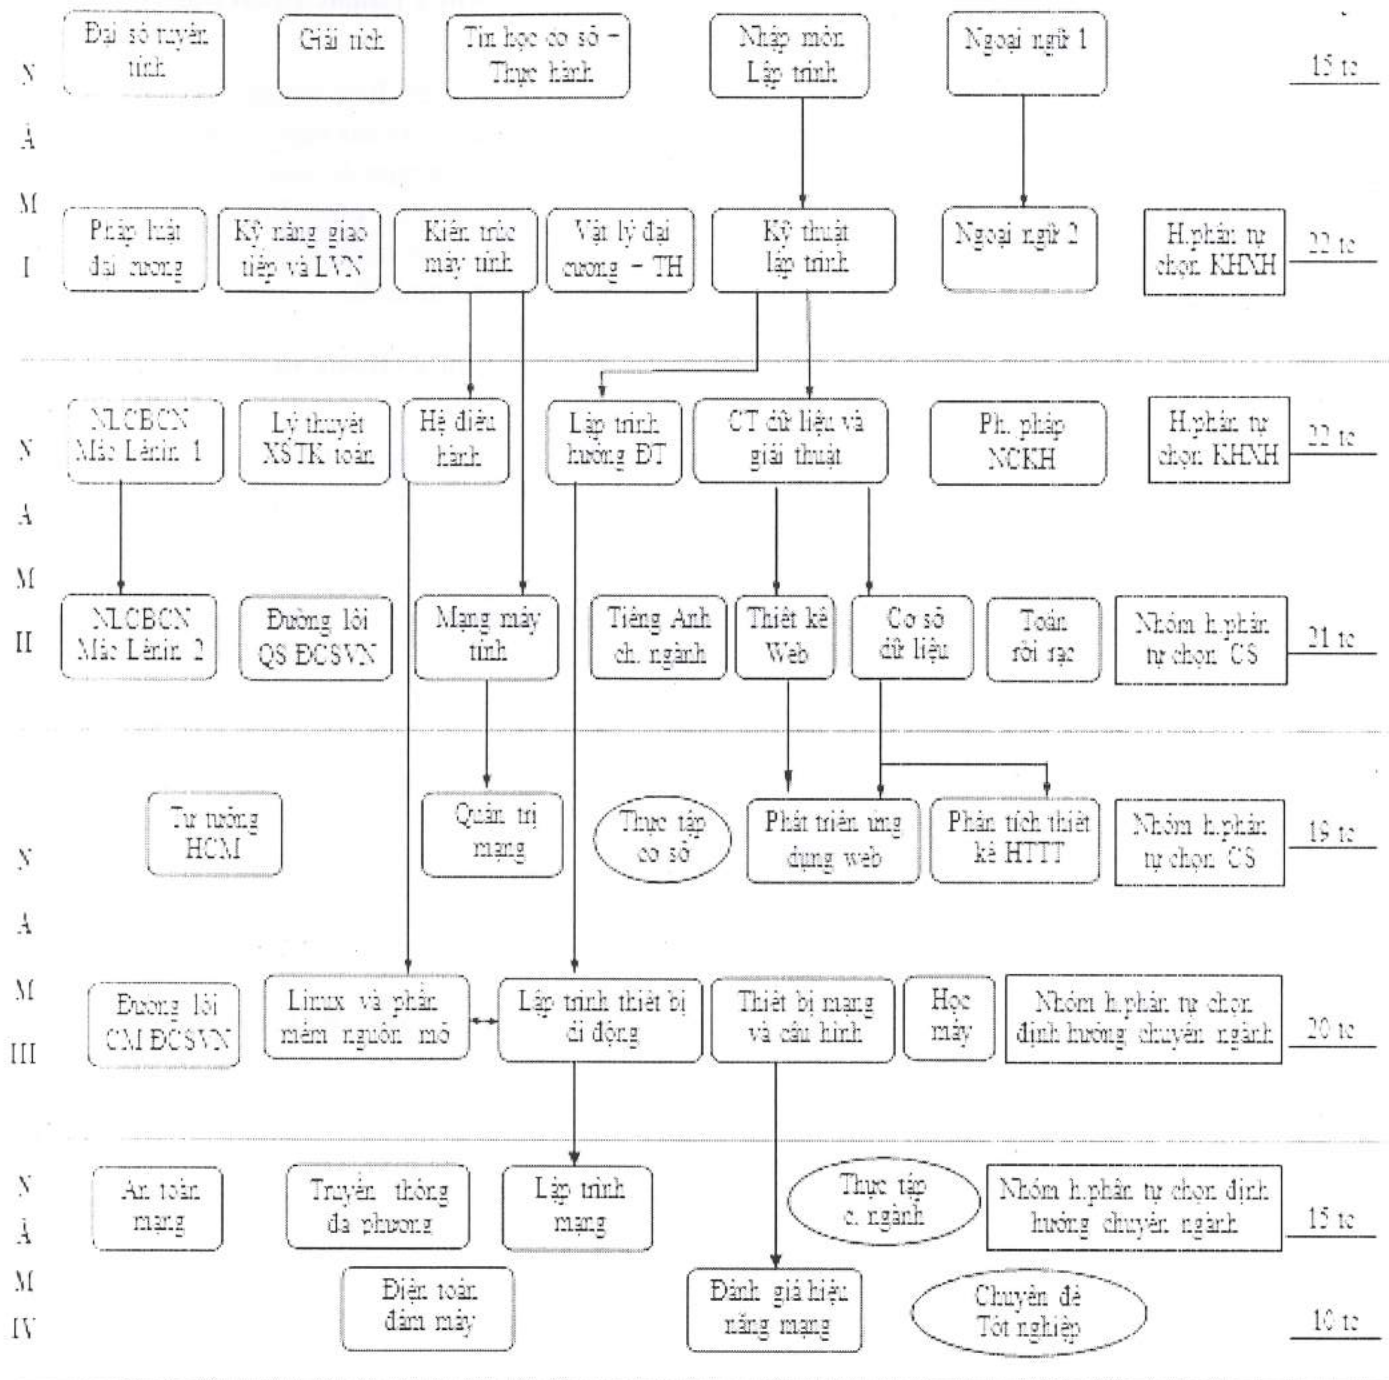 Đại số tuyến
tính
Giải tích
Tin học cơ sở –
Thực hành
Nhập môn
Lập trình
Ngoại ngữ 1
15 tc
N
Ă
M
I
Pháp luật
đại cương
Kỹ năng giao
tiếp và LVN
Kiến trúc
máy tính
Vật lý đại
cương – TH
Kỹ thuật
lập trình
Ngoại ngữ 2
H.phần tự
chọn KHXH
22 tc
NLCBCN
Mác Lênin 1
Lý thuyết
XSTK toán
Hệ điều
hành
Lập trình
hướng ĐT
CT dữ liệu và
giải thuật
Ph. pháp
NCKH
H.phần tự
chọn KHXH
22 tc
N
Ă
M
II
NLCBCN
Mác Lênin 2
Đường lối
QS ĐCSVN
Mạng máy
tính
Tiếng Anh
ch. ngành
Thiết kế
Web
Cơ sở
dữ liệu
Toán
rời rạc
Nhóm h.phần
tự chọn CS
21 tc
Tư tưởng
HCM
Quản trị
mạng
Thực tập
cơ sở
Phát triển ứng
dụng web
Phân tích thiết
kế HTTT
Nhóm h.phần
tự chọn CS
19 tc
N
Ă
M
III
Đường lối
CM ĐCSVN
Linux và phần
mềm nguồn mở
Lập trình thiết bị
di động
Thiết bị mạng
và cấu hình
Học
máy
Nhóm h.phần tự chọn
định hướng chuyên ngành
20 tc
N
Ă
M
IV
An toàn
mạng
Truyền thông
đa phương
Lập trình
mạng
Thực tập
c. ngành
Nhóm h.phần tự chọn định
hướng chuyên ngành
15 tc
Điện toán
đám mây
Đánh giá hiệu
năng mạng
Chuyên đề
Tốt nghiệp
10 tc